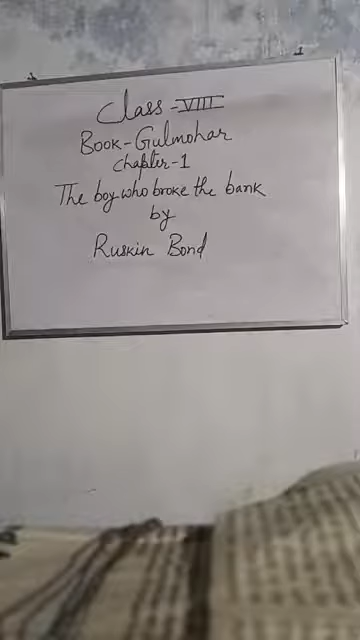 Class - VIII
Book - Gulmohar
Chapter - 1
The boy who broke the bank
by
Ruskin Bond